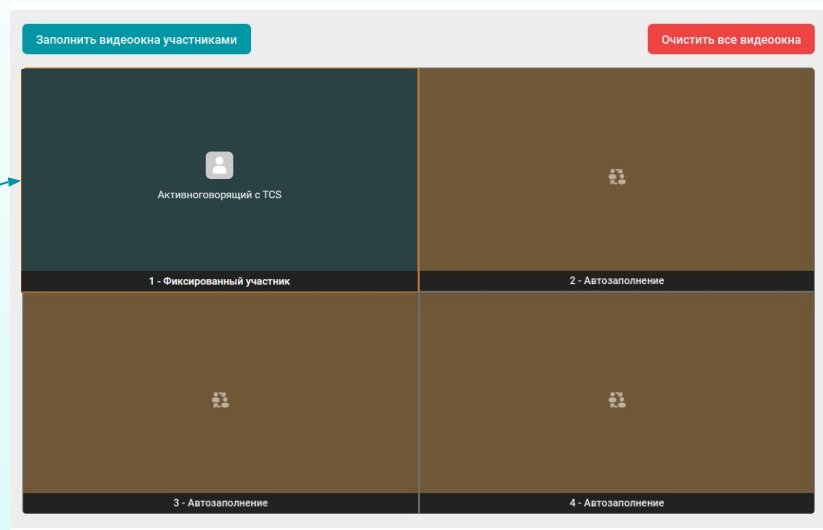 Заполнить видеоокна участниками
Очистить все видеоокна
Активноговорящий с TCS
1 - Фиксированный участник
2 - Автозаполнение
3 - Автозаполнение
4 - Автозаполнение